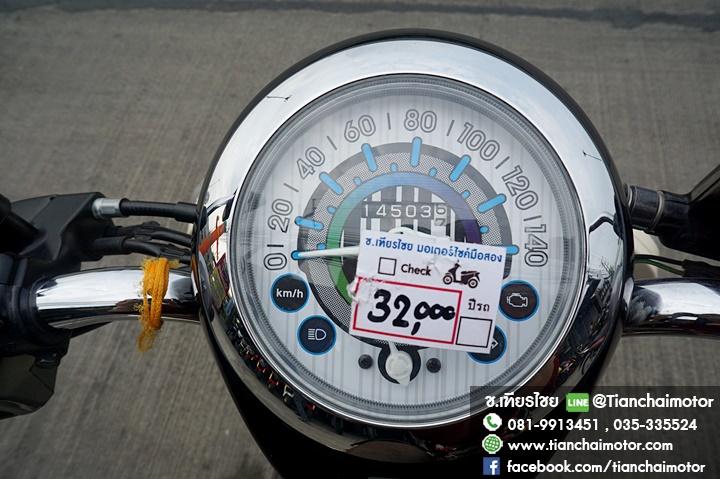 0 20 40 60 80 100 120 140
14503
km/h
ช.เทียรไชย มอเตอร์ไซค์มือสอง
Check
32,000
ปีรถ
ช.เทียรไชย LINE @Tianchaimotor
081-9913451 , 035-335524
www.tianchaimotor.com
facebook.com/tianchaimotor